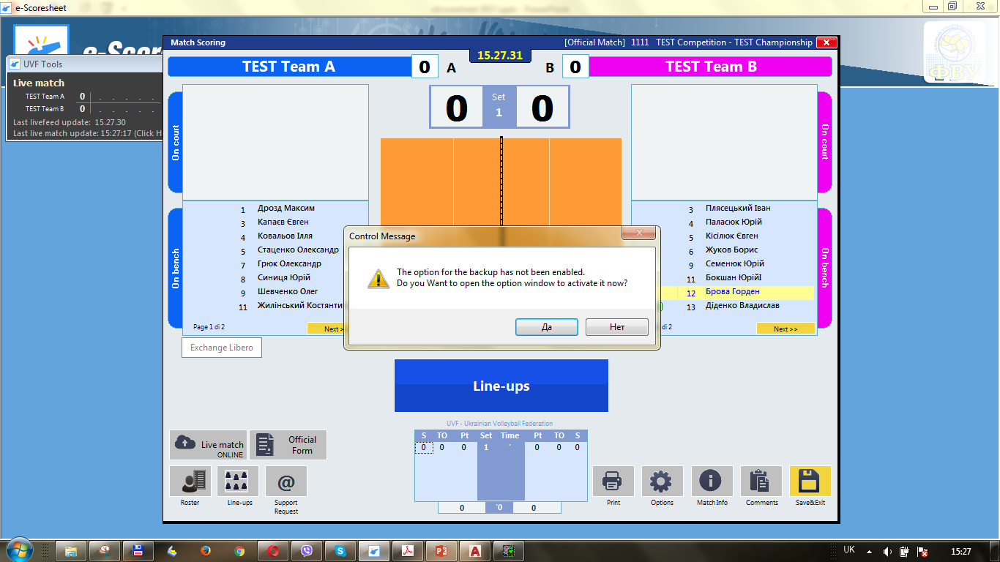 e-Scoresheet
e-Scor
ФВУ
UVF Tools
Live match
TEST Team A 0 . . . . .
TEST Team B 0 . . . . .
Last livefeed update: 15.27.30
Last live match update: 15:27:17 (Click H
Match Scoring
[Official Match] 1111 TEST Competition - TEST Championship
15.27.31
TEST Team A 0 A
B 0 TEST Team B
0 Set 0
1
On court
On court
On bench
1 Дрозд Максим
3 Капаєв Євген
4 Ковальов Ілля
5 Стаценко Олександр
7 Грюк Олександр
8 Синиця Юрій
9 Шевченко Олег
11 Жилінський Костянти
Page 1 di 2
Next >
3 Плясецький Іван
4 Паласюк Юрій
5 Кісілюк Євген
6 Жуков Борис
9 Семенюк Юрій
11 Бокшан ЮрійІ
12 Брова Горден
13 Діденко Владислав
di 2
Next >>
On bench
Control Message
The option for the backup has not been enabled.
Do you Want to open the option window to activate it now?
Да
Нет
Exchange Libero
Line-ups
UVF - Ukrainian Volleyball Federation
S TO Pt Set Time Pt TO S
0 0 0 1 ' 0 0 0
0 '0 0
Live match
ONLINE
Official
Form
Roster
Line-ups
@
Support
Request
Print
Options
Match Info
Comments
Save&Exit
UK
15:27